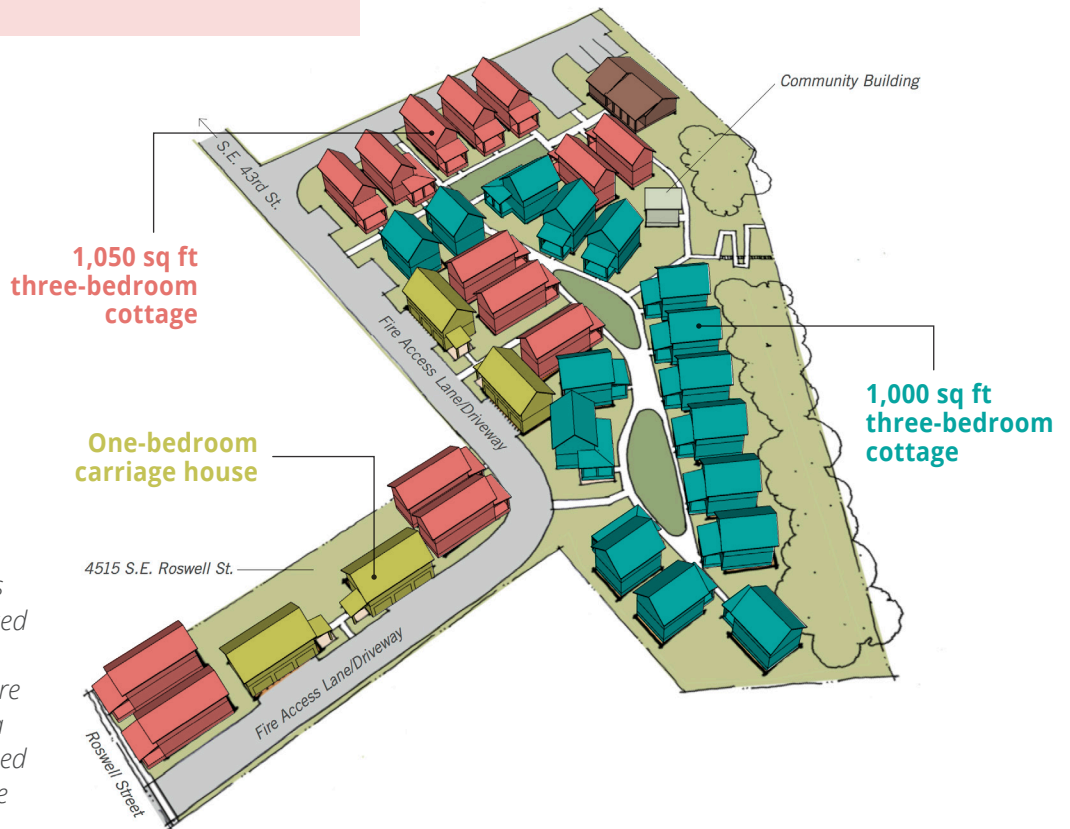 Community Building
S.E. 43rd St.
1,050 sq ft
three-bedroom
cottage
Fire Access Lane/Driveway
1,000 sq ft
three-bedroom
cottage
One-bedroom
carriage house
4515 S.E. Roswell St.
Fire Access Lane/Driveway
Roswell Street